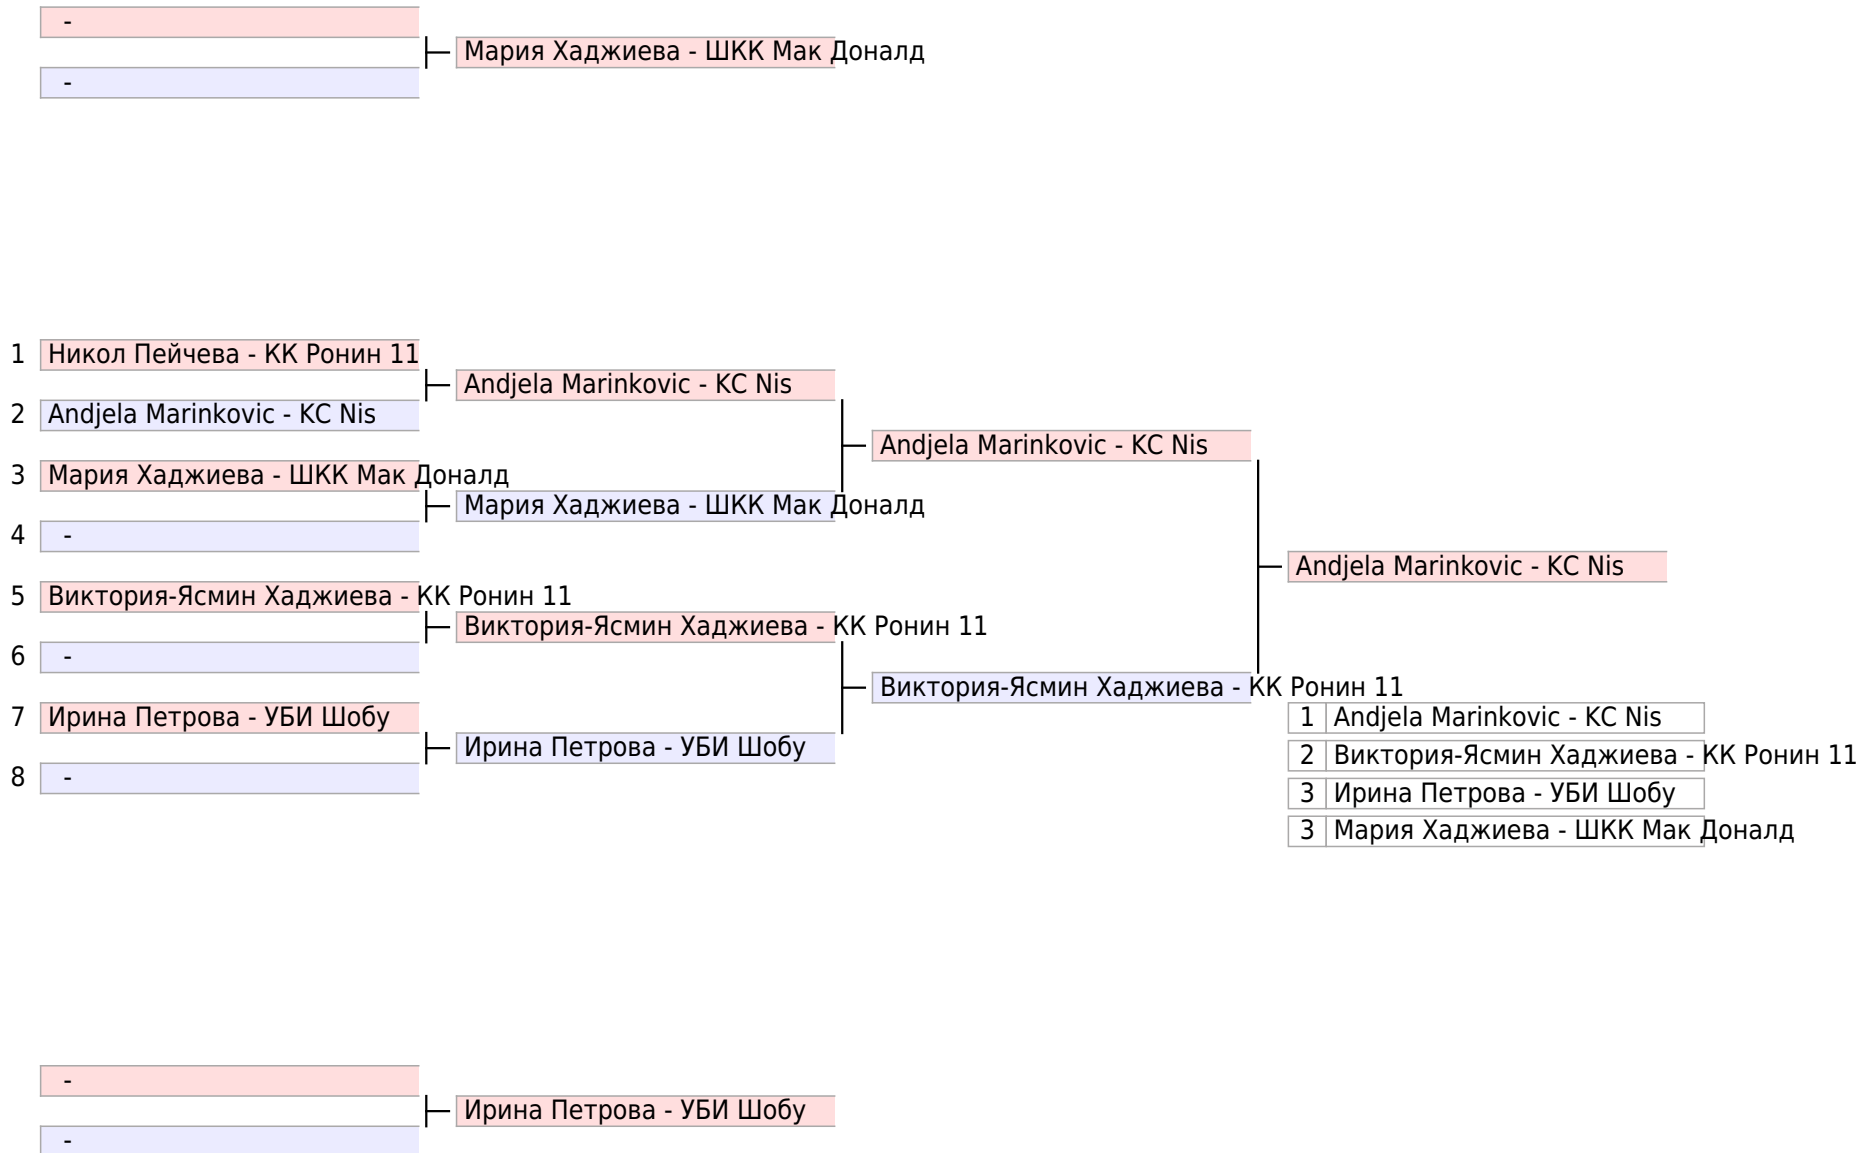 -
Мария Хаджиева - ШКК Мак Доналд
-
1 Никол Пейчева - КК Ронин 11
Andjela Marinkovic - KC Nis
2 Andjela Marinkovic - KC Nis
Andjela Marinkovic - KC Nis
3 Мария Хаджиева - ШКК Мак Доналд
Мария Хаджиева - ШКК Мак Доналд
4 -
Andjela Marinkovic - KC Nis
5 Виктория-Ясмин Хаджиева - КК Ронин 11
Виктория-Ясмин Хаджиева - КК Ронин 11
6 -
Виктория-Ясмин Хаджиева - КК Ронин 11
7 Ирина Петрова - УБИ Шобу
Ирина Петрова - УБИ Шобу
8 -
1 Andjela Marinkovic - KC Nis
2 Виктория-Ясмин Хаджиева - КК Ронин 11
3 Ирина Петрова - УБИ Шобу
3 Мария Хаджиева - ШКК Мак Доналд
-
Ирина Петрова - УБИ Шобу
-